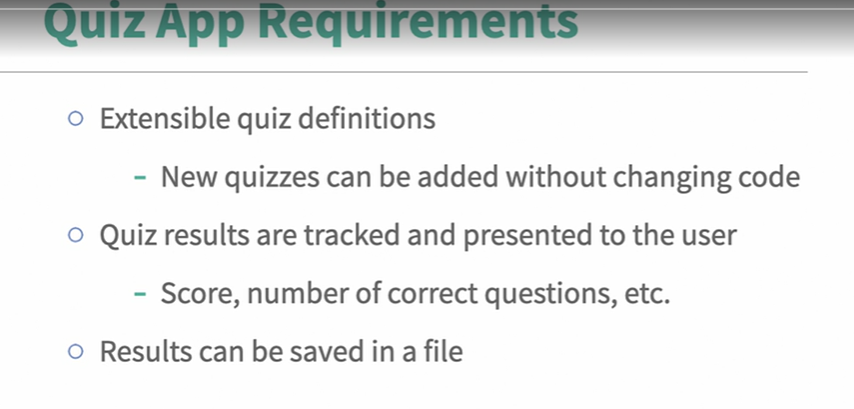 Quiz App Requirements
Extensible quiz definitions
– New quizzes can be added without changing code
Quiz results are tracked and presented to the user
– Score, number of correct questions, etc.
Results can be saved in a file